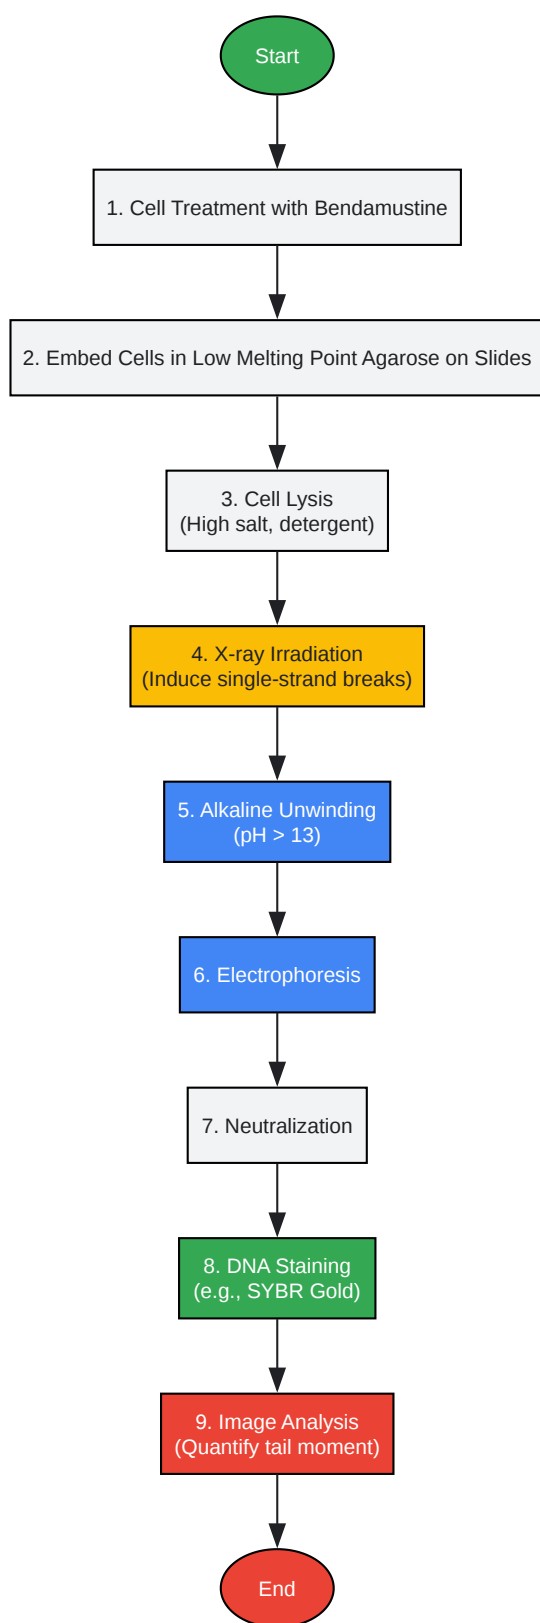 Start
1. Cell Treatment with Bendamustine
2. Embed Cells in Low Melting Point Agarose on Slides
3. Cell Lysis
(High salt, detergent)
4. X-ray Irradiation
(Induce single-strand breaks)
5. Alkaline Unwinding
(pH > 13)
6. Electrophoresis
7. Neutralization
8. DNA Staining
(e.g., SYBR Gold)
9. Image Analysis
(Quantify tail moment)
End